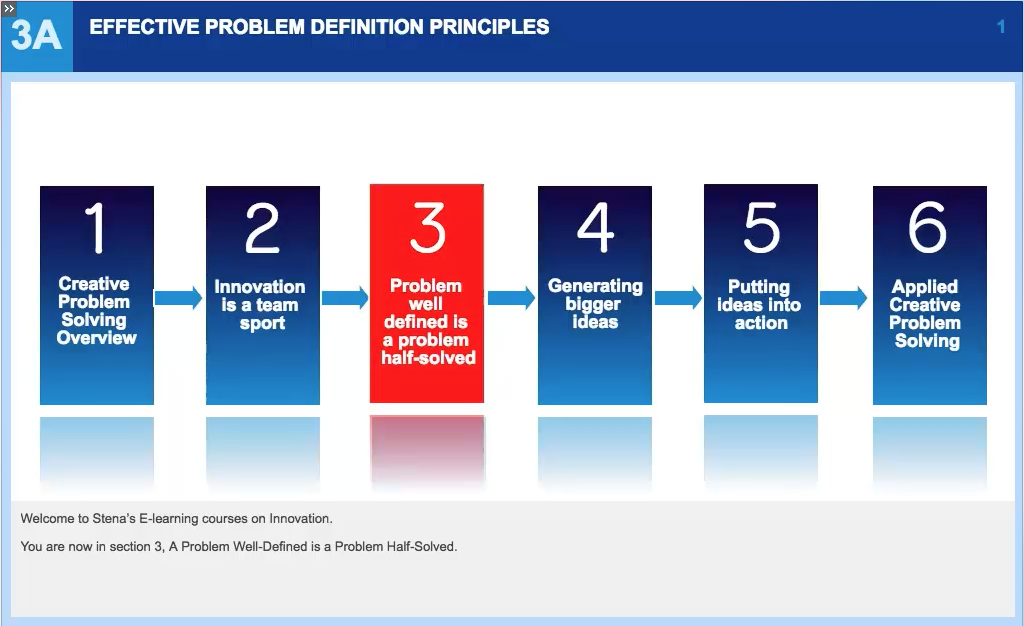 »
3A
EFFECTIVE PROBLEM DEFINITION PRINCIPLES
1
1
Creative
Problem
Solving
Overview
2
Innovation
is a team
sport
3
Problem
well
defined is
a problem
half-solved
4
Generating
bigger
ideas
5
Putting
ideas into
action
6
Applied
Creative
Problem
Solving
Welcome to Stena's E-learning courses on Innovation.
You are now in section 3, A Problem Well-Defined is a Problem Half-Solved.